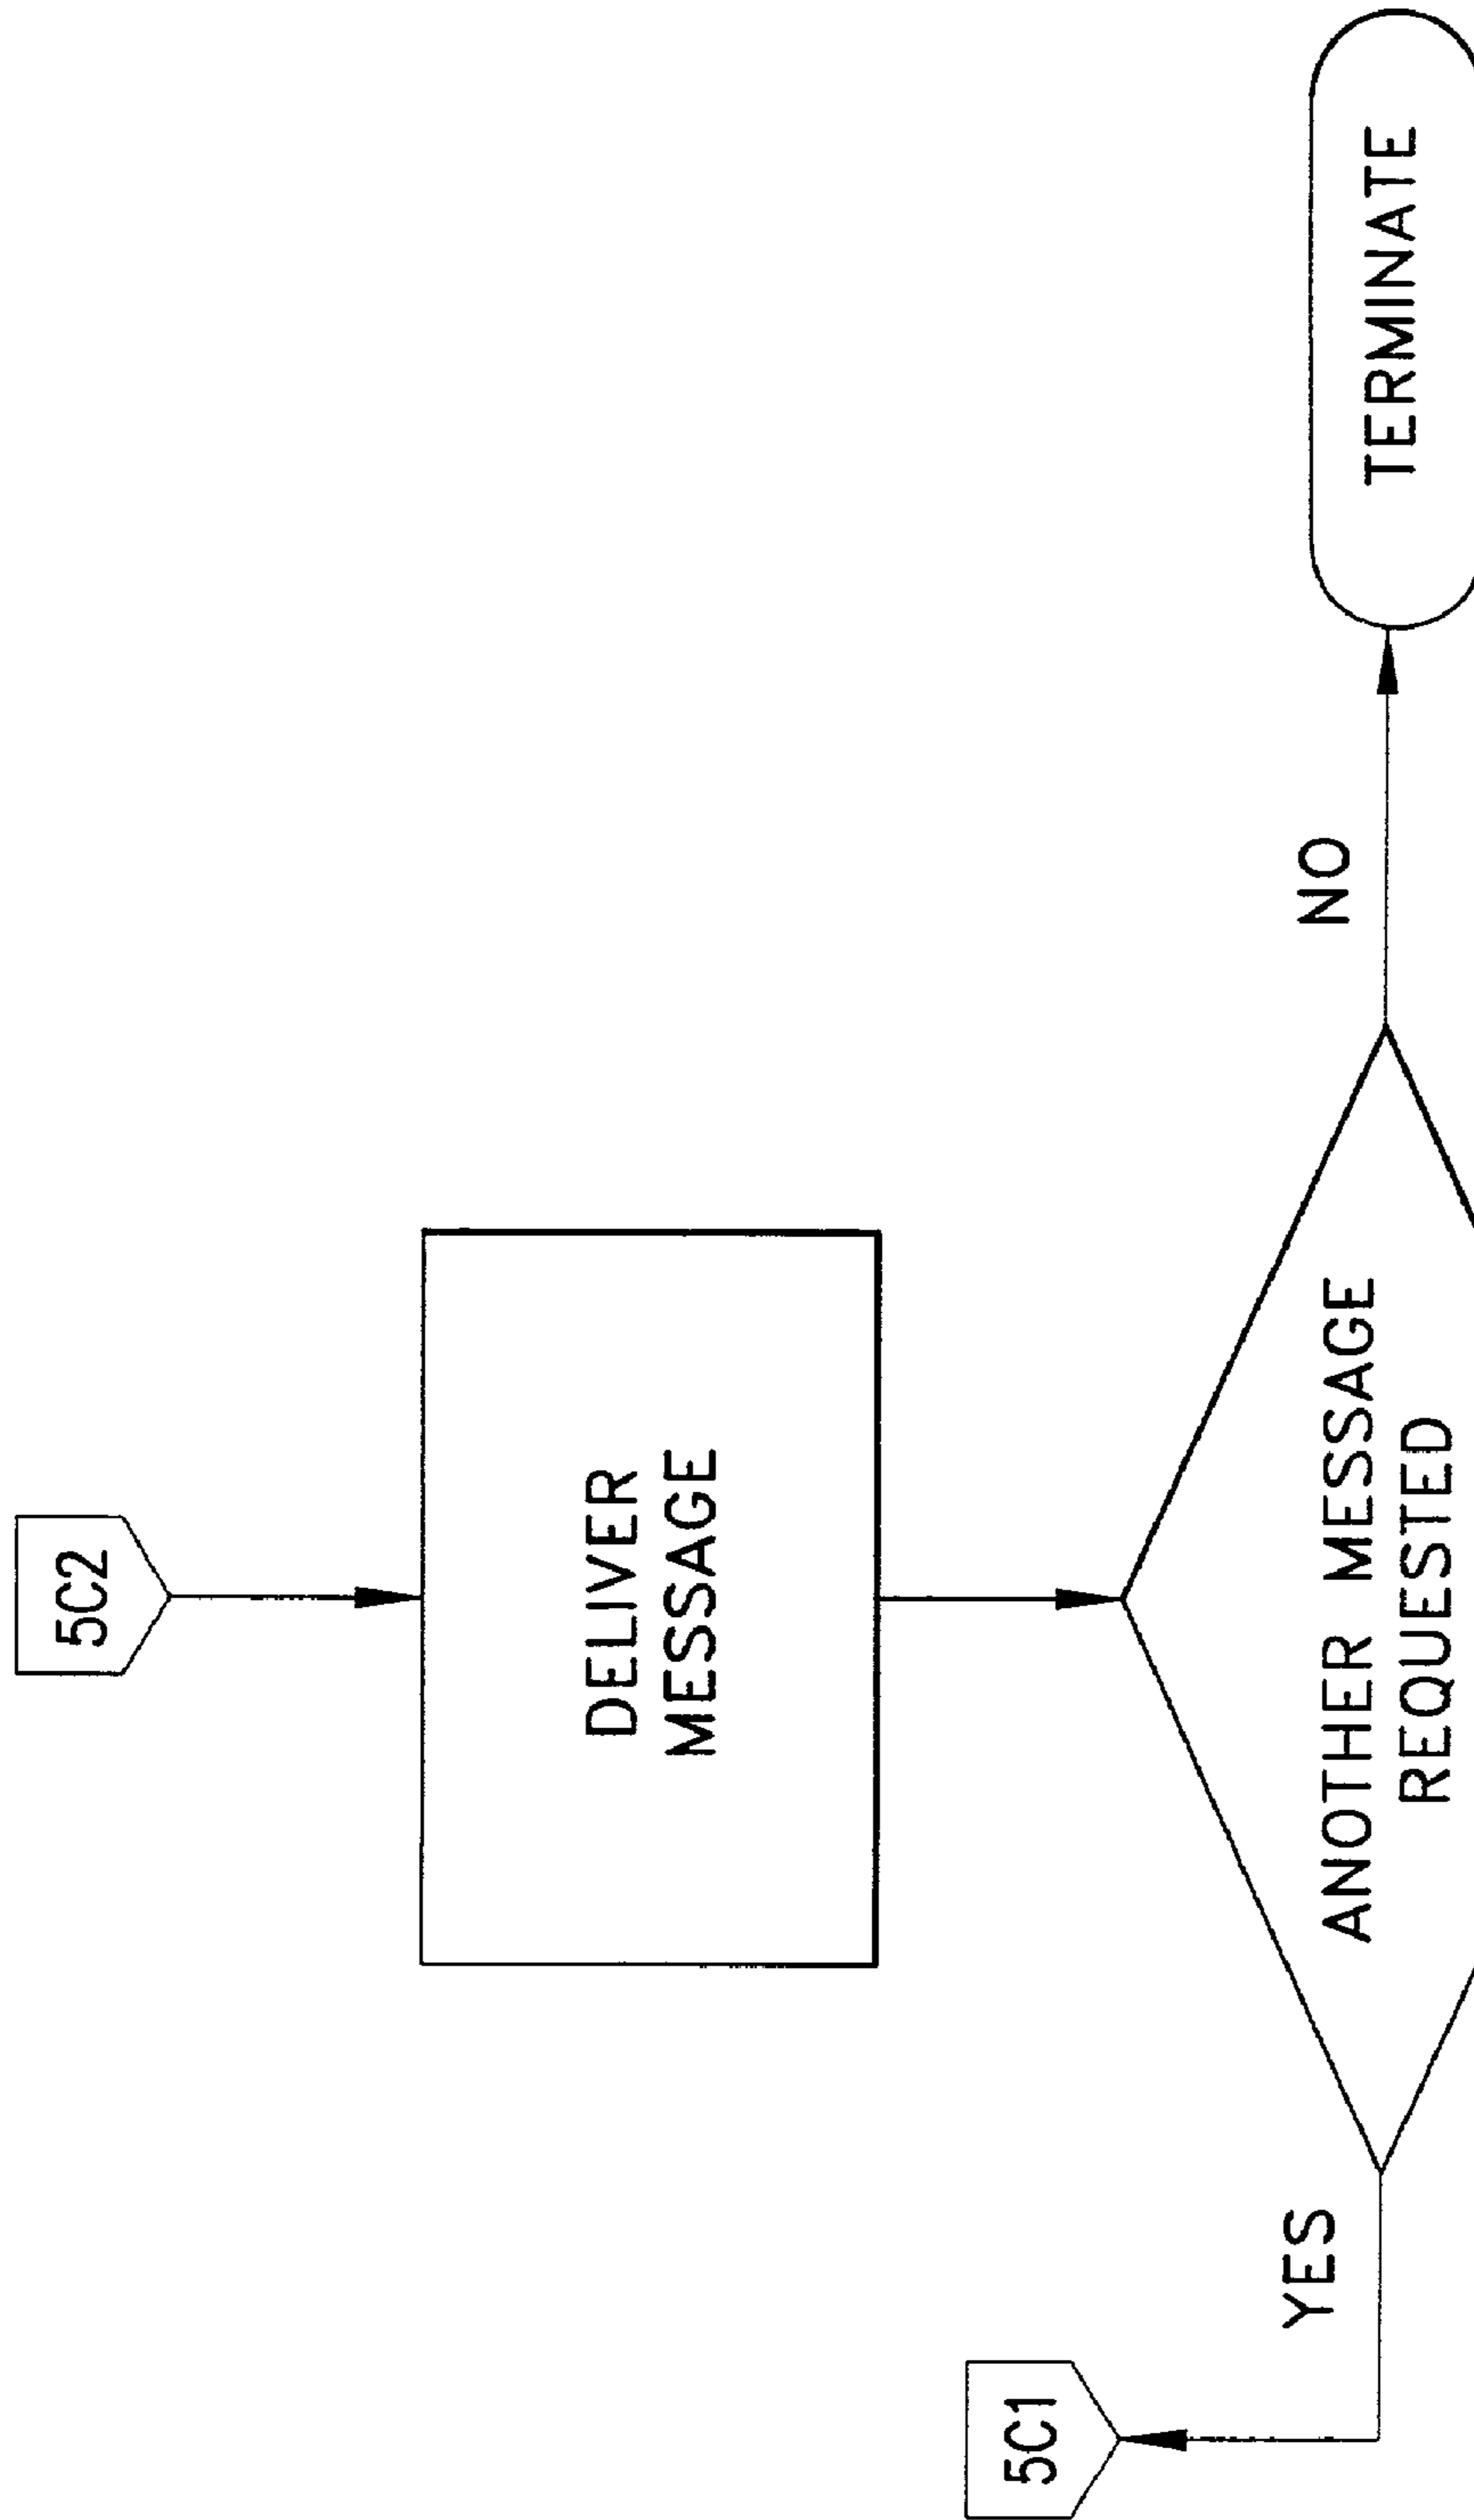 5C2
DELIVER
MESSAGE
5C1
YES
ANOTHER MESSAGE
REQUESTED
NO
TERMINATE